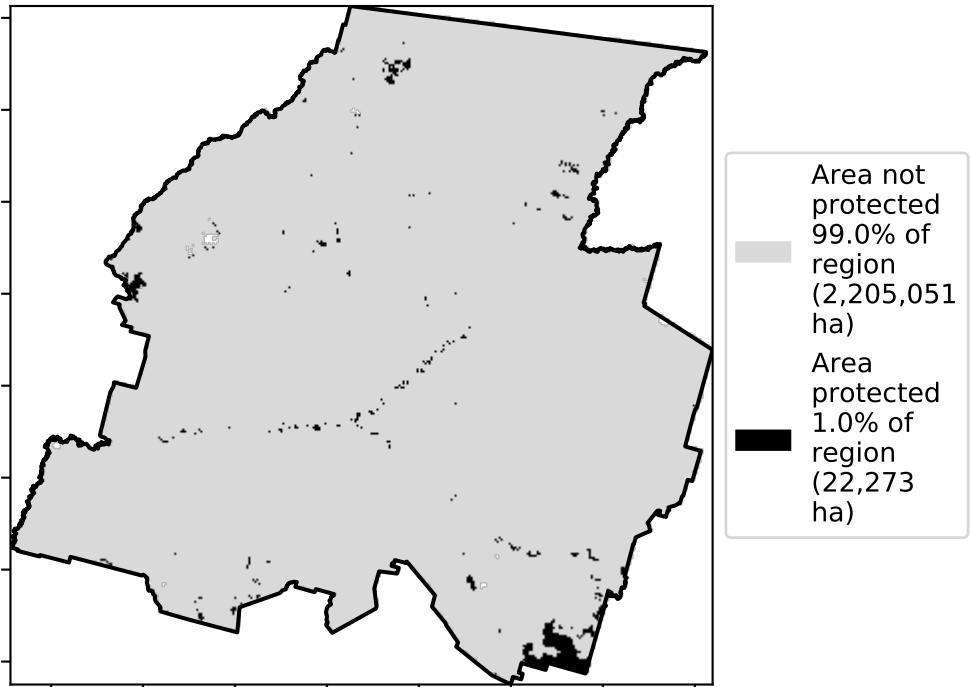 Area not
protected
99.0% of
region
(2,205,051
ha)
Area
protected
1.0% of
region
(22,273
ha)